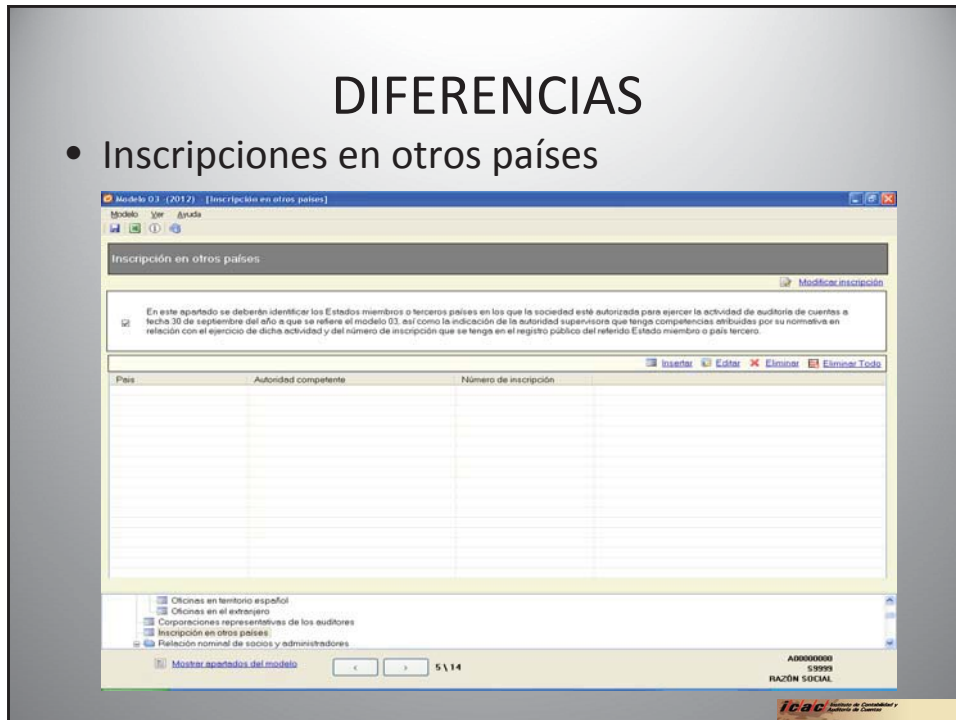 DIFERENCIAS
• Inscripciones en otros países
Modelo 03 -(2012) - [Inscripción en otros países]
Modelo Ver Ayuda
Inscripción en otros países
Modificar inscripción
En este apartado se deberán identificar los Estados miembros o terceros países en los que la sociedad esté autorizada para ejercer la actividad de auditoría de cuentas a
fecha 30 de septiembre del año a que se refiere el modelo 03, así como la indicación de la autoridad supervisora que tenga competencias atribuidas por su normativa en
relación con el ejercicio de dicha actividad y del número de inscripción que se tenga en el registro público del referido Estado miembro o país tercero.
Insertar Editar Eliminar Eliminar Todo
País Autoridad competente Número de inscripción
Oficinas en territorio español
Oficinas en el extranjero
Corporaciones representativas de los auditores
Inscripción en otros países
Relación nominal de socios y administradores
Mostrar apartados del modelo < > 5 \ 14
A00000000
S9999
RAZÓN SOCIAL
icac Instituto de Contabilidad y
Auditoría de Cuentas